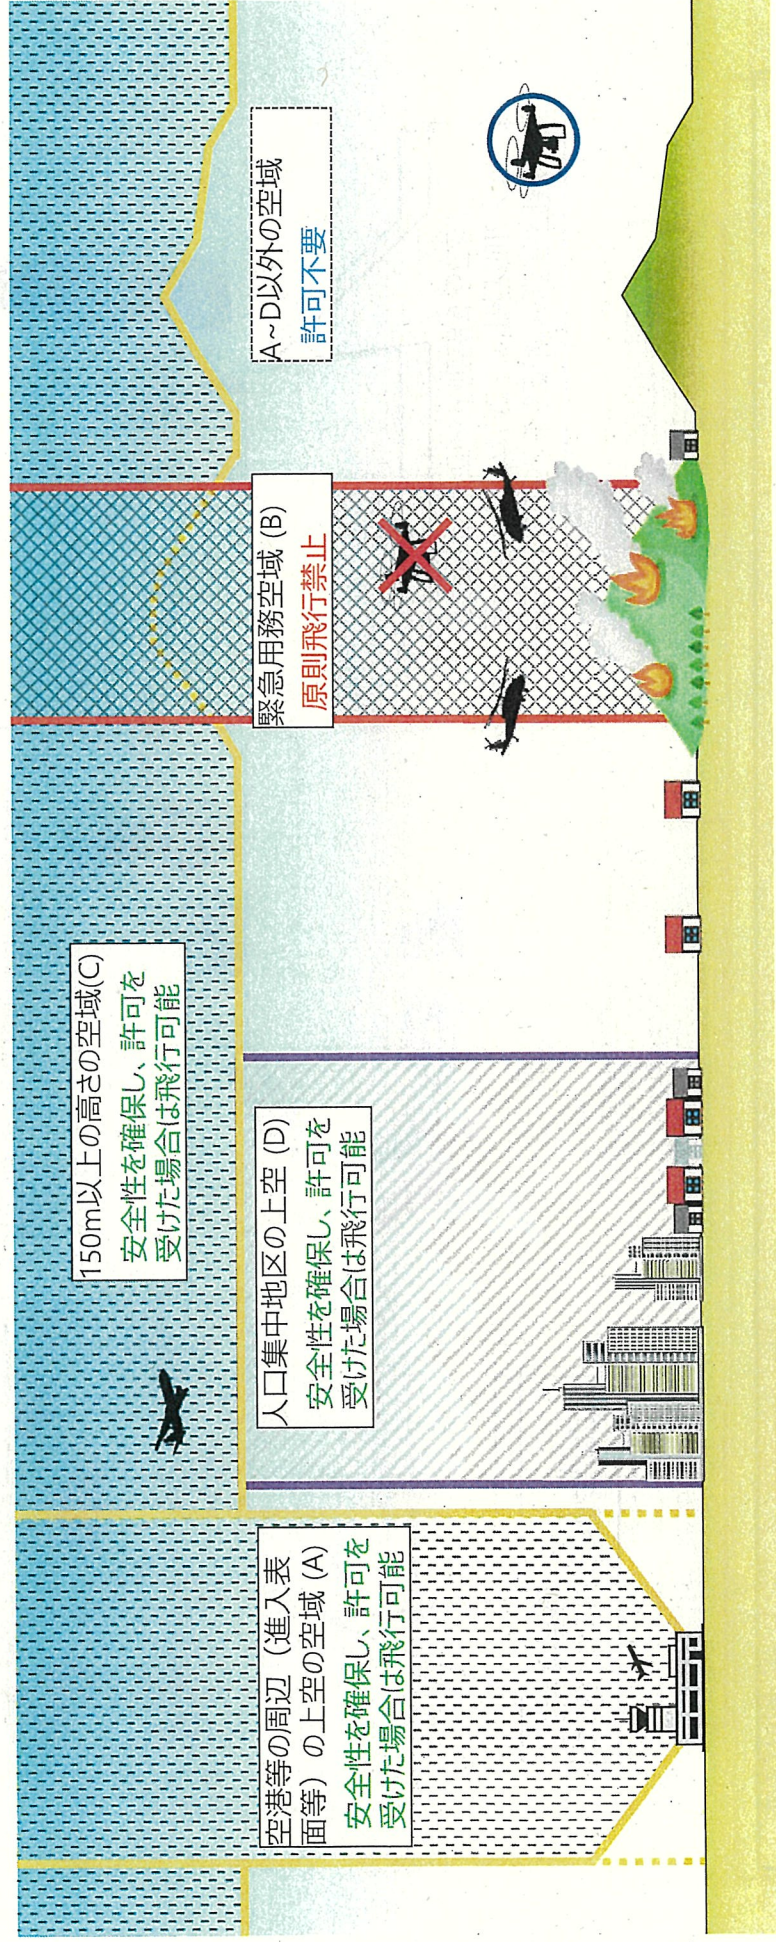 150m以上の高さの空域(C)
安全性を確保し、許可を
受けた場合は飛行可能
空港等の周辺（進入表
面等）の上空の空域 (A)
安全性を確保し、許可を
受けた場合は飛行可能
人口集中地区の上空 (D)
安全性を確保し、許可を
受けた場合は飛行可能
緊急用務空域 (B)
原則飛行禁止
A~D以外の空域
許可不要